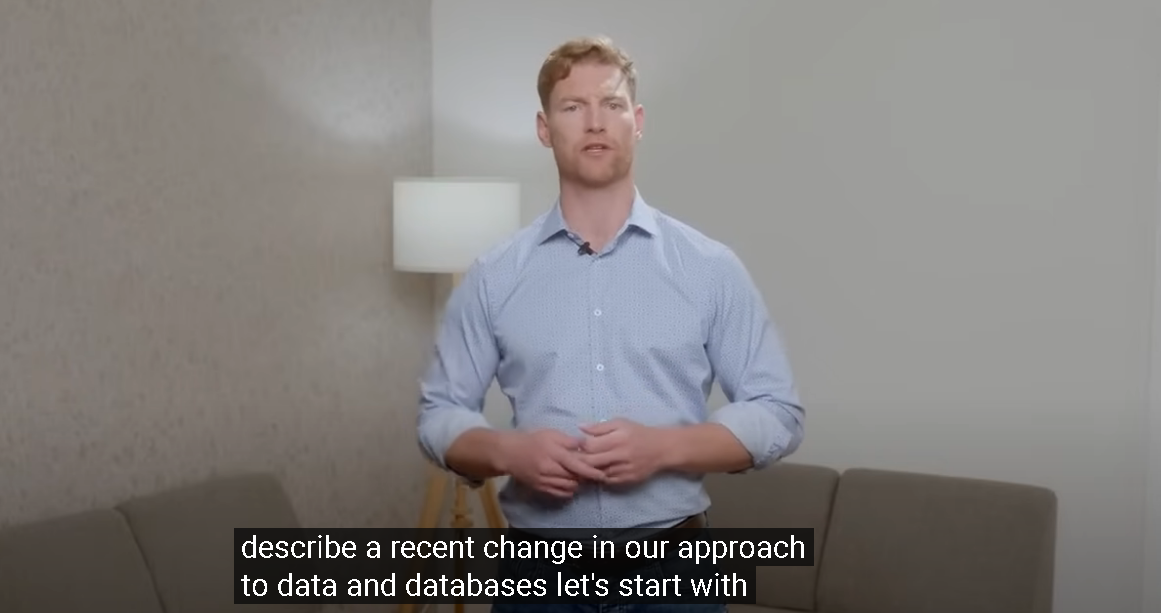 describe a recent change in our approach
to data and databases let's start with